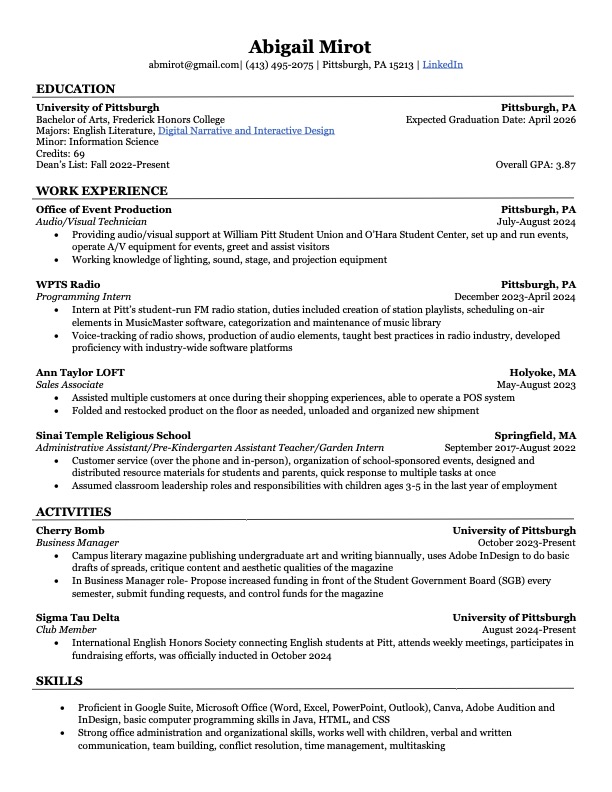 Abigail Mirot
abmirot@gmail.com| (413) 495-2075 | Pittsburgh, PA 15213 | LinkedIn
EDUCATION
University of Pittsburgh Pittsburgh, PA
Bachelor of Arts, Frederick Honors College Expected Graduation Date: April 2026
Majors: English Literature, Digital Narrative and Interactive Design
Minor: Information Science
Credits: 69
Dean's List: Fall 2022-Present Overall GPA: 3.87
WORK EXPERIENCE
Office of Event Production Pittsburgh, PA
Audio/Visual Technician July-August 2024
• Providing audio/visual support at William Pitt Student Union and O'Hara Student Center, set up and run events,
operate A/V equipment for events, greet and assist visitors
• Working knowledge of lighting, sound, stage, and projection equipment
WPTS Radio Pittsburgh, PA
Programming Intern December 2023-April 2024
• Intern at Pitt's student-run FM radio station, duties included creation of station playlists, scheduling on-air
elements in MusicMaster software, categorization and maintenance of music library
• Voice-tracking of radio shows, production of audio elements, taught best practices in radio industry, developed
proficiency with industry-wide software platforms
Ann Taylor LOFT Holyoke, MA
Sales Associate May-August 2023
• Assisted multiple customers at once during their shopping experiences, able to operate a POS system
• Folded and restocked product on the floor as needed, unloaded and organized new shipment
Sinai Temple Religious School Springfield, MA
Administrative Assistant/Pre-Kindergarten Assistant Teacher/Garden Intern September 2017-August 2022
• Customer service (over the phone and in-person), organization of school-sponsored events, designed and
distributed resource materials for students and parents, quick response to multiple tasks at once
• Assumed classroom leadership roles and responsibilities with children ages 3-5 in the last year of employment
ACTIVITIES
Cherry Bomb University of Pittsburgh
Business Manager October 2023-Present
• Campus literary magazine publishing undergraduate art and writing biannually, uses Adobe InDesign to do basic
drafts of spreads, critique content and aesthetic qualities of the magazine
• In Business Manager role- Propose increased funding in front of the Student Government Board (SGB) every
semester, submit funding requests, and control funds for the magazine
Sigma Tau Delta University of Pittsburgh
Club Member August 2024-Present
• International English Honors Society connecting English students at Pitt, attends weekly meetings, participates in
fundraising efforts, was officially inducted in October 2024
SKILLS
• Proficient in Google Suite, Microsoft Office (Word, Excel, PowerPoint, Outlook), Canva, Adobe Audition and
InDesign, basic computer programming skills in Java, HTML, and CSS
• Strong office administration and organizational skills, works well with children, verbal and written
communication, team building, conflict resolution, time management, multitasking